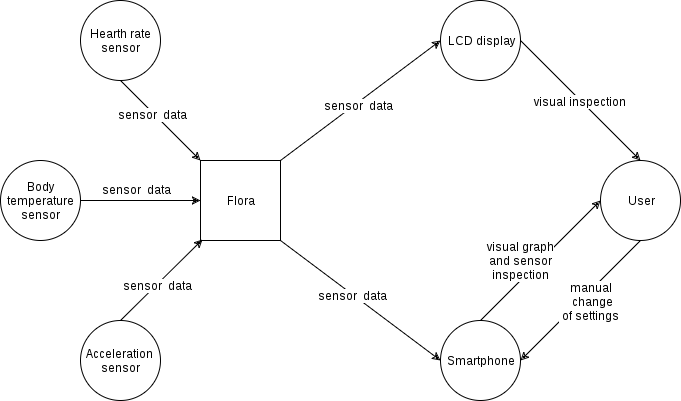 Hearth rate
sensor
LCD display
sensor data
sensor data
visual inspection
Body
temperature
sensor
sensor data
Flora
User
visual graph
and sensor
inspection
sensor data
sensor data
manual
change
of settings
Acceleration
sensor
Smartphone